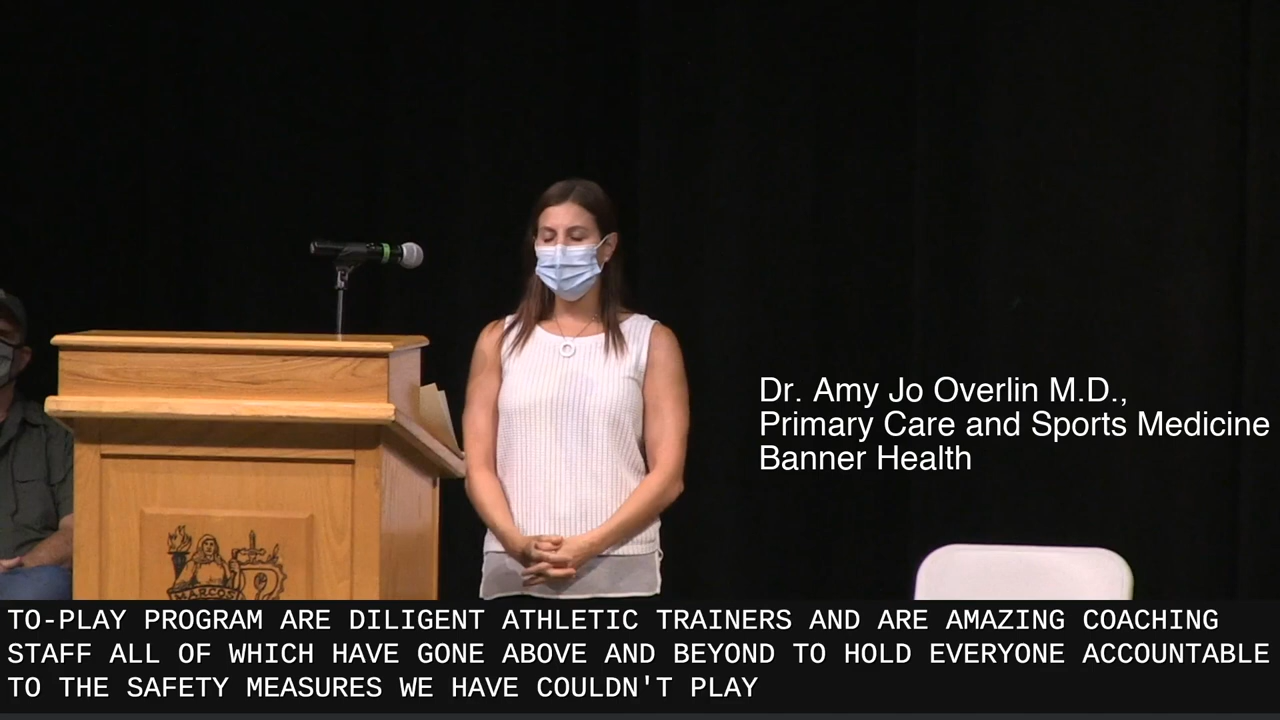 Dr. Amy Jo Overlin M.D.,
Primary Care and Sports Medicine
Banner Health
MARCOS
TO-PLAY PROGRAM ARE DILIGENT ATHLETIC TRAINERS AND ARE AMAZING COACHING
STAFF ALL OF WHICH HAVE GONE ABOVE AND BEYOND TO HOLD EVERYONE ACCOUNTABLE
TO THE SAFETY MEASURES WE HAVE COULDN'T PLAY